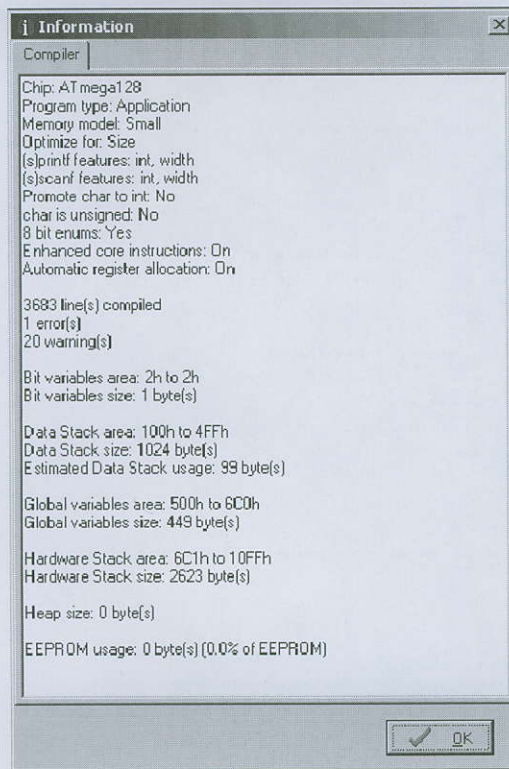 i Information
Compiler
Chip: ATmega128
Program type: Application
Memory model: Small
Optimize for: Size
(s)printf features: int, width
(s)scanf features: int, width
Promote char to int: No
char is unsigned: No
8 bit enums: Yes
Enhanced core instructions: On
Automatic register allocation: On
3683 line(s) compiled
1 error(s)
20 warning(s)
Bit variables area: 2h to 2h
Bit variables size: 1 byte(s)
Data Stack area: 100h to 4FFh
Data Stack size: 1024 byte(s)
Estimated Data Stack usage: 99 byte(s)
Global variables area: 500h to 6C0h
Global variables size: 449 byte(s)
Hardware Stack area: 6C1h to 10FFh
Hardware Stack size: 2623 byte(s)
Heap size: 0 byte(s)
EEPROM usage: 0 byte(s) (0.0% of EEPROM)
OK